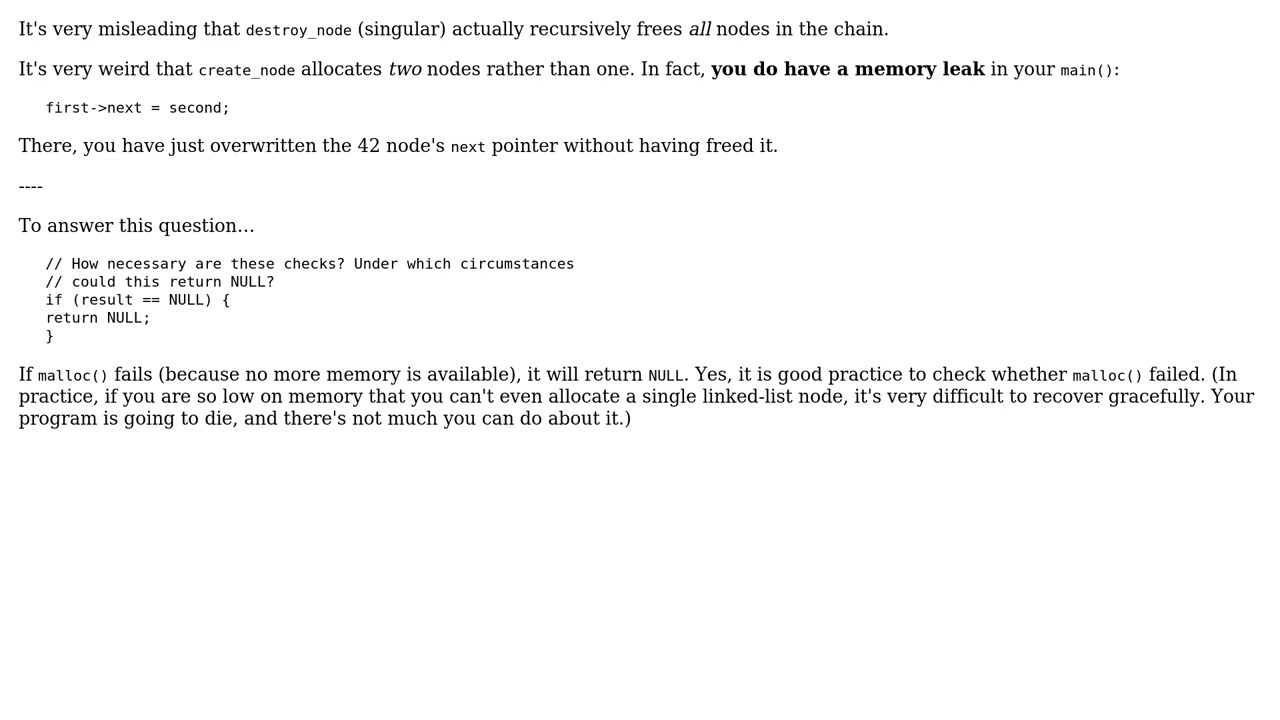 It's very misleading that destroy_node (singular) actually recursively frees all nodes in the chain.
It's very weird that create_node allocates two nodes rather than one. In fact, you do have a memory leak in your main():
first->next = second;
There, you have just overwritten the 42 node's next pointer without having freed it.
----
To answer this question…
// How necessary are these checks? Under which circumstances
// could this return NULL?
if (result == NULL) {
return NULL;
}
If malloc() fails (because no more memory is available), it will return NULL. Yes, it is good practice to check whether malloc() failed. (In
practice, if you are so low on memory that you can't even allocate a single linked-list node, it's very difficult to recover gracefully. Your
program is going to die, and there's not much you can do about it.)